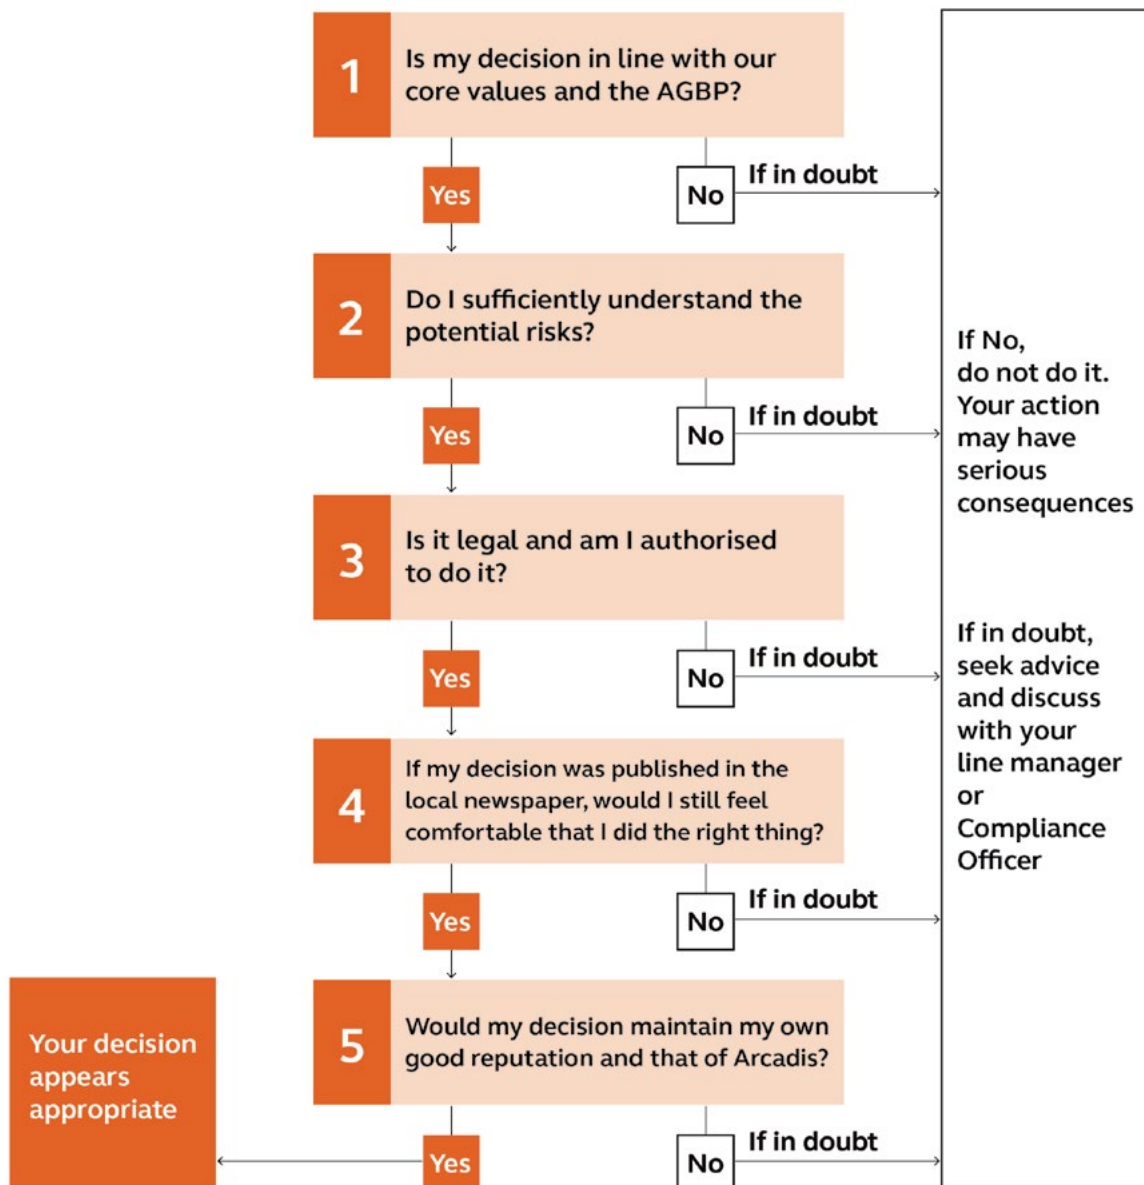 1
Is my decision in line with our
core values and the AGBP?
Yes
No
If in doubt
2
Do I sufficiently understand the
potential risks?
Yes
No
If in doubt
3
Is it legal and am I authorised
to do it?
Yes
No
If in doubt
4
If my decision was published in the
local newspaper, would I still feel
comfortable that I did the right thing?
Yes
No
If in doubt
5
Would my decision maintain my own
good reputation and that of Arcadis?
Yes
No
If in doubt
Your decision
appears
appropriate
If No,
do not do it.
Your action
may have
serious
consequences
If in doubt,
seek advice
and discuss
with your
line manager
or
Compliance
Officer